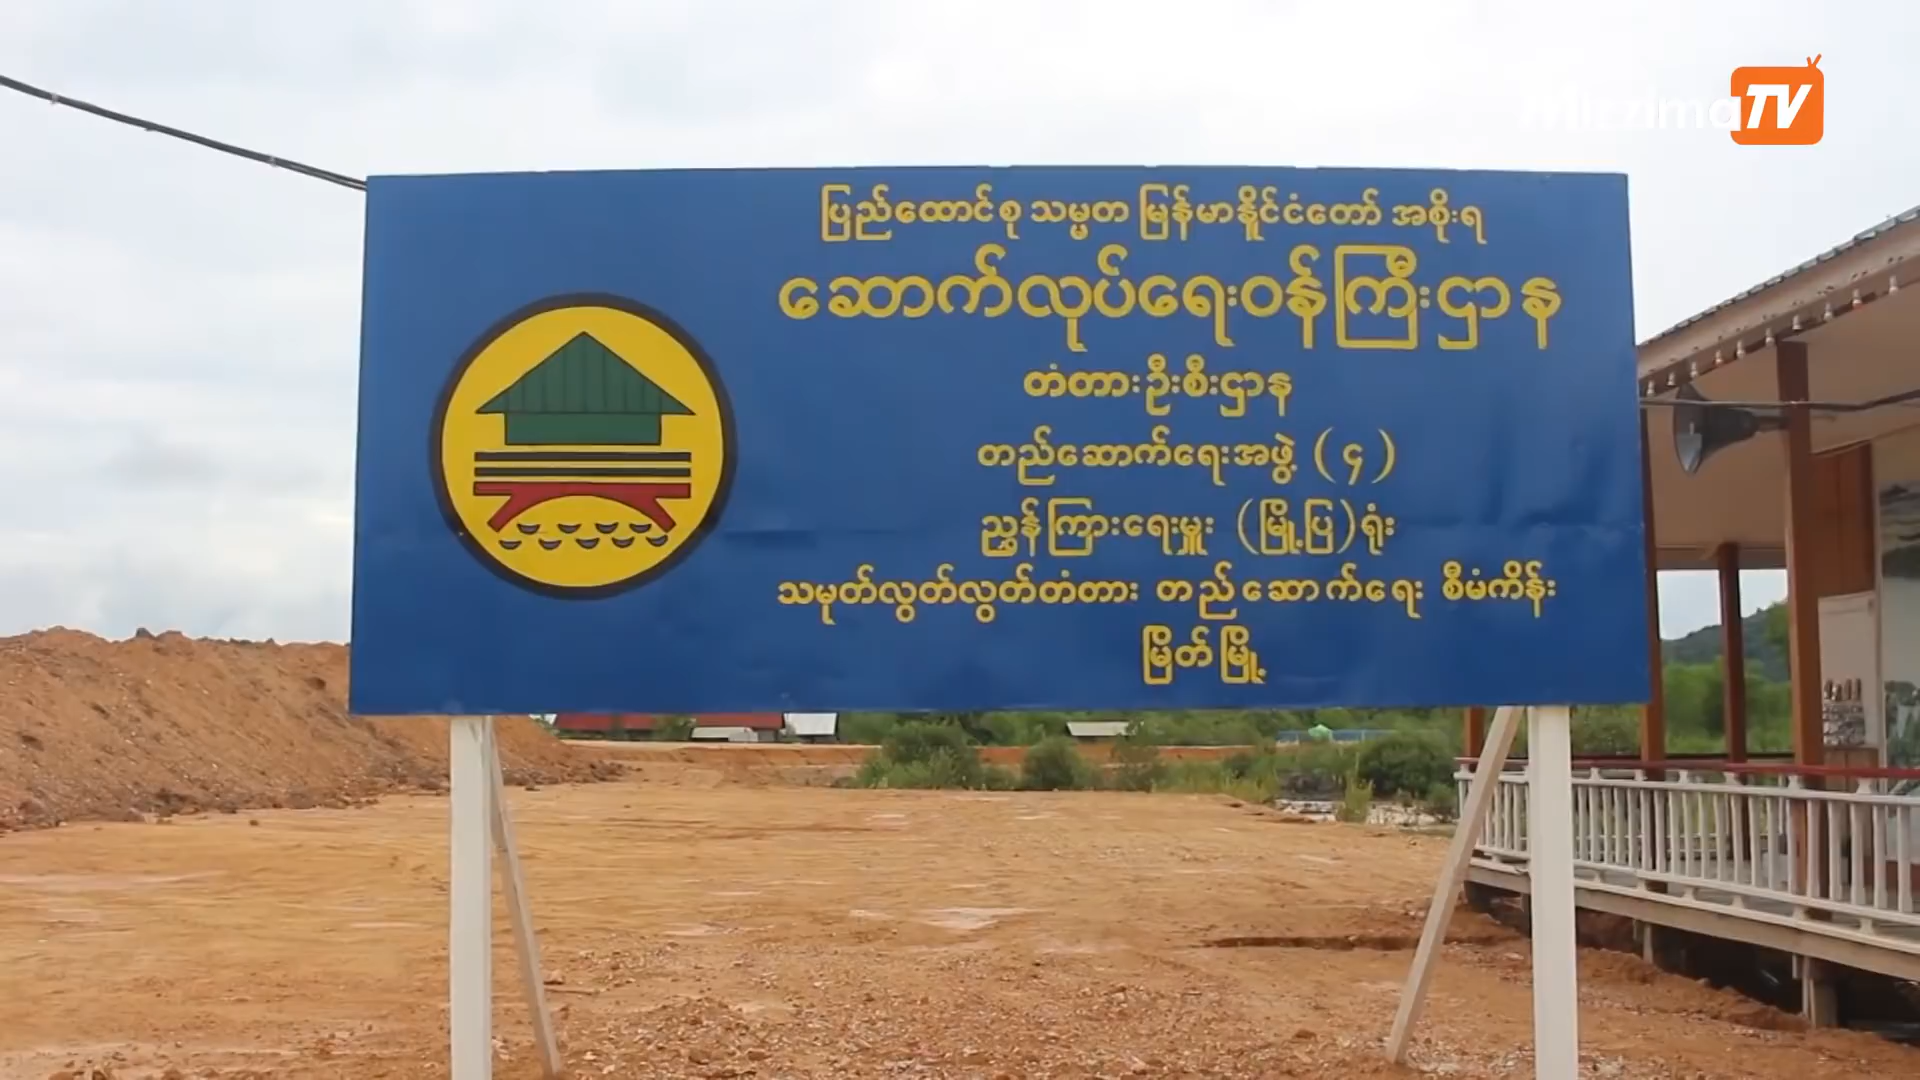 MizzimaTV
ပြည်ထောင်စု သမ္မတ မြန်မာနိူင်ငံတော် အစိုးရ
ဆောက်လုပ်ရေးဝန်ကြီးဌာန
တံတားဦးစီးဌာန
တည်ဆောက်ရေးအဖွဲ့ (၄)
ညွှန်ကြားရေးမှူး (မြို့ပြ) ရုံး
သမုတ်လွတ်လွတ်တံတား တည်ဆောက်ရေး စီမံကိန်း
မြိတ်မြို့